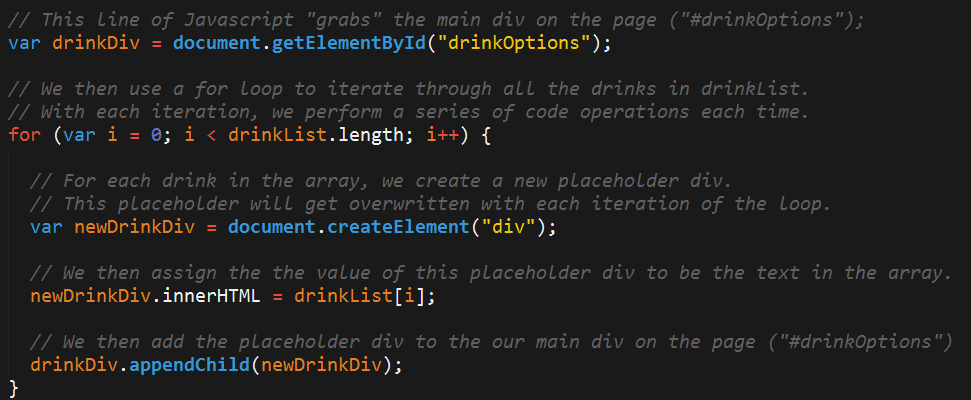 // This line of Javascript "grabs" the main div on the page ("#drinkOptions");
var drinkDiv = document.getElementById("drinkOptions");
// We then use a for loop to iterate through all the drinks in drinkList.
// With each iteration, we perform a series of code operations each time.
for (var i = 0; i < drinkList.length; i++) {
// For each drink in the array, we create a new placeholder div.
// This placeholder will get overwritten with each iteration of the loop.
var newDrinkDiv = document.createElement("div");
// We then assign the the value of this placeholder div to be the text in the array.
newDrinkDiv.innerHTML = drinkList[i];
// We then add the placeholder div to the our main div on the page ("#drinkOptions")
drinkDiv.appendChild(newDrinkDiv);
}